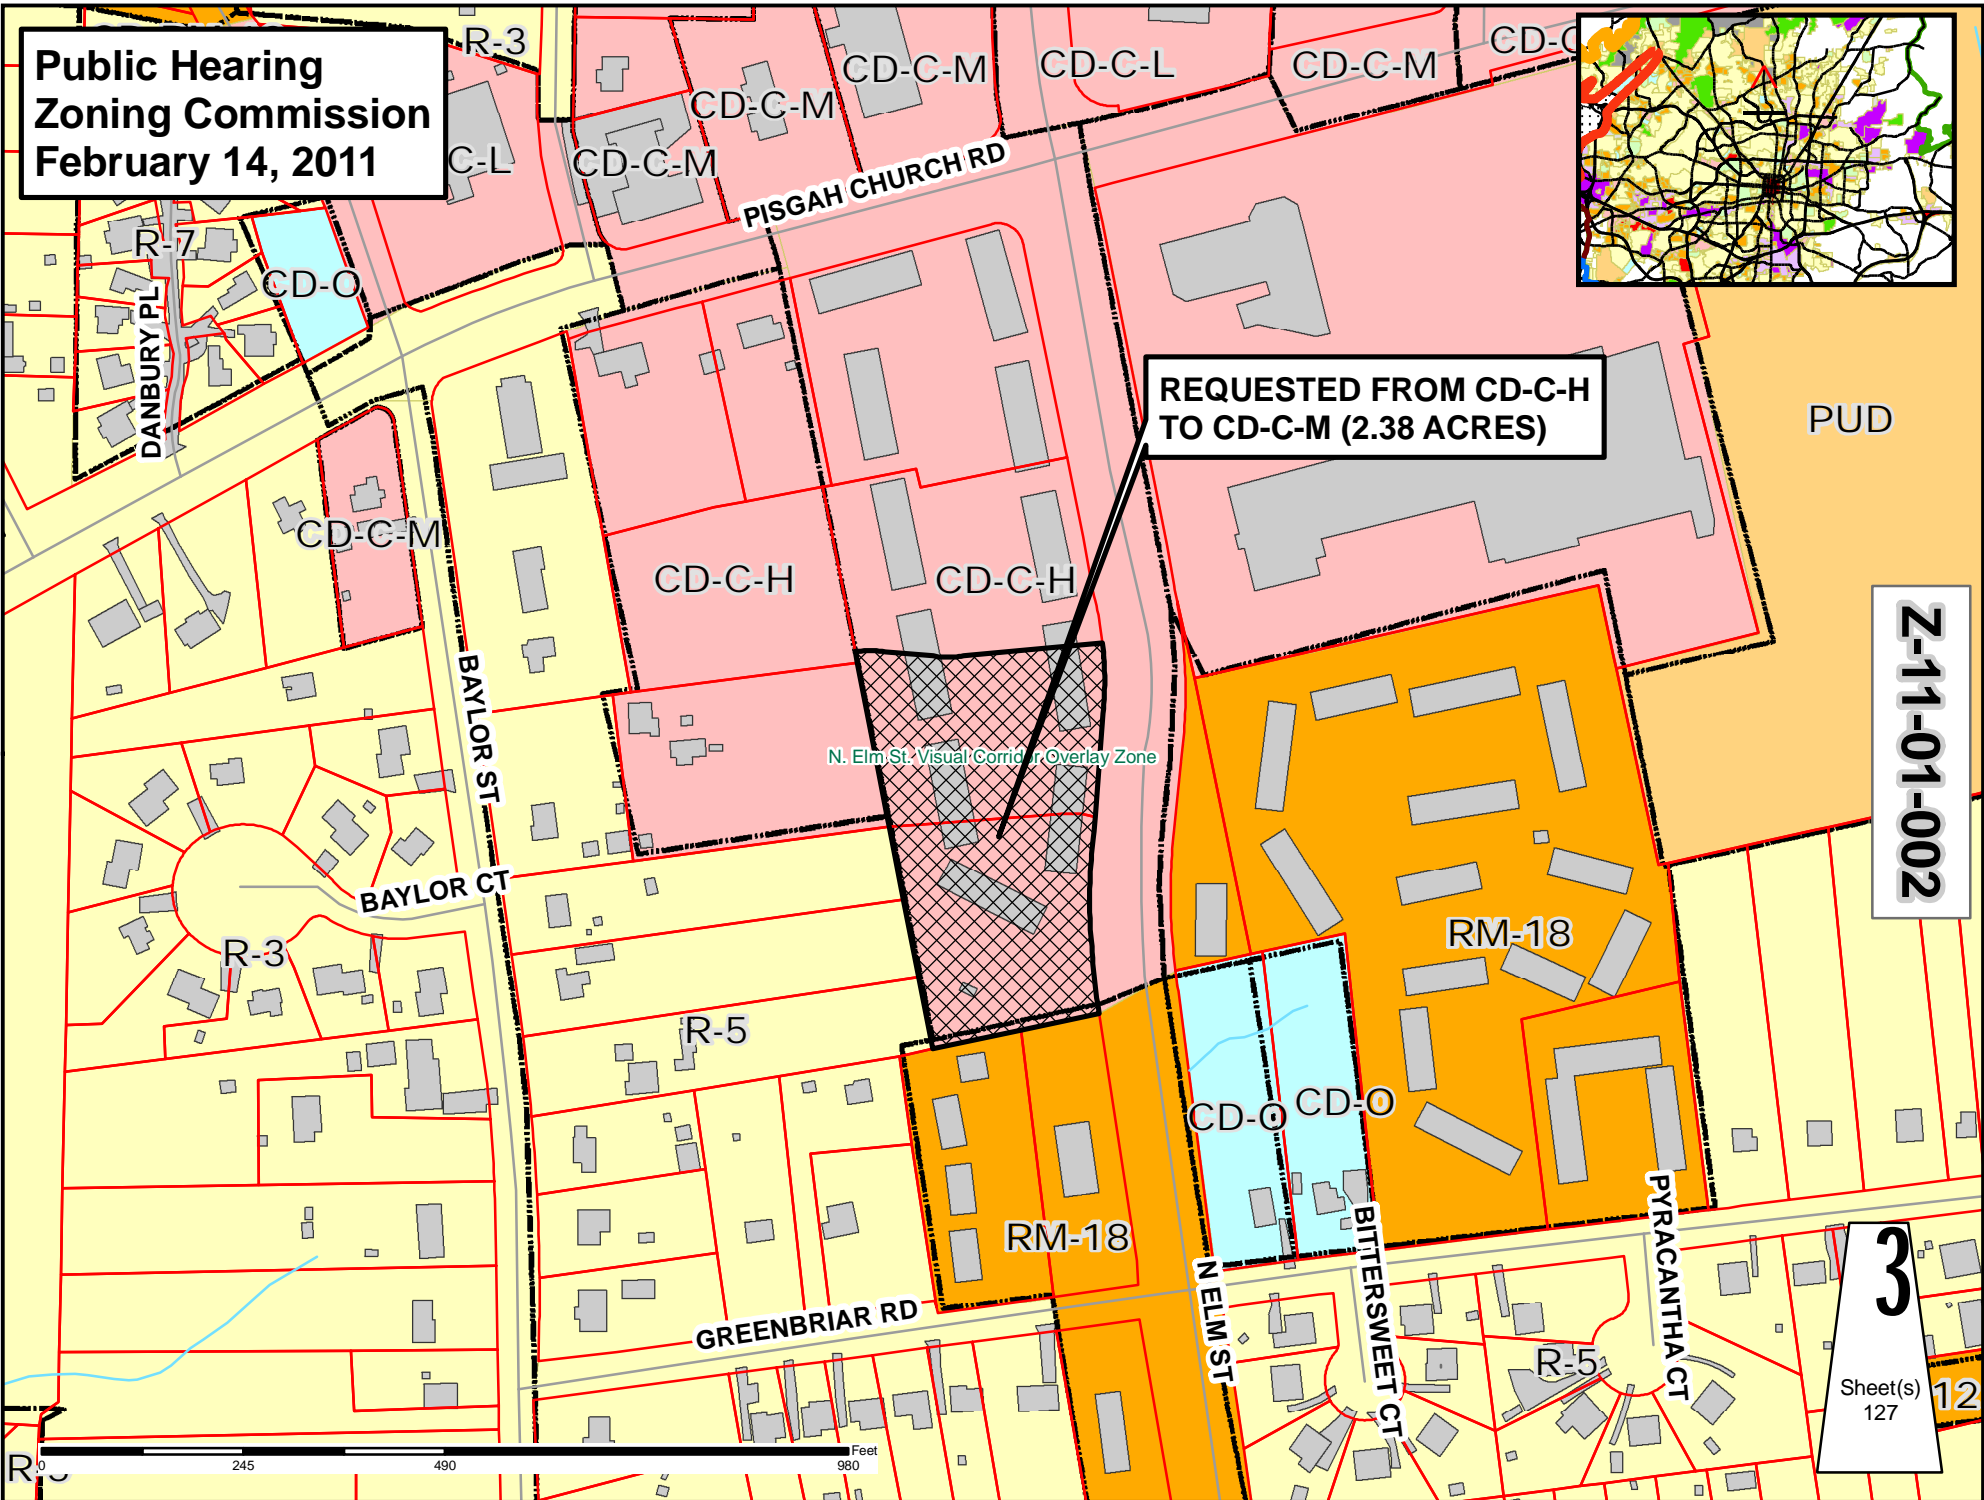 Public Hearing
Zoning Commission
February 14, 2011
R-3
CD-C-M
CD-C-L
CD-C-M
CD-C-M
C-L
CD-C-M
PISGAH CHURCH RD
R-7
CD-O
DANBURY PL
REQUESTED FROM CD-C-H
TO CD-C-M (2.38 ACRES)
PUD
CD-C-M
CD-C-H
CD-C-H
Z-11-01-002
BAYLOR ST
N. Elm St. Visual Corridor Overlay Zone
BAYLOR CT
R-3
RM-18
R-5
CD-O
CD-O
RM-18
N ELM ST
BITTERSWEET CT
PYRACANTHA CT
GREENBRIAR RD
R-5
3
Sheet(s)
127
12
0 245 490 980
Feet